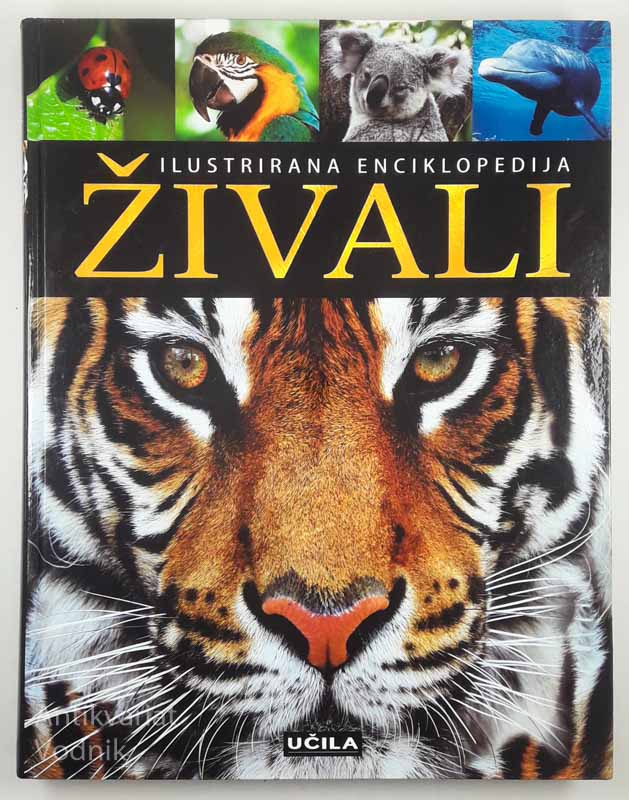 ILUSTRIRANA ENCIKLOPEDIJA
ŽIVALI
Antikvariat
Vodnik
UČILA